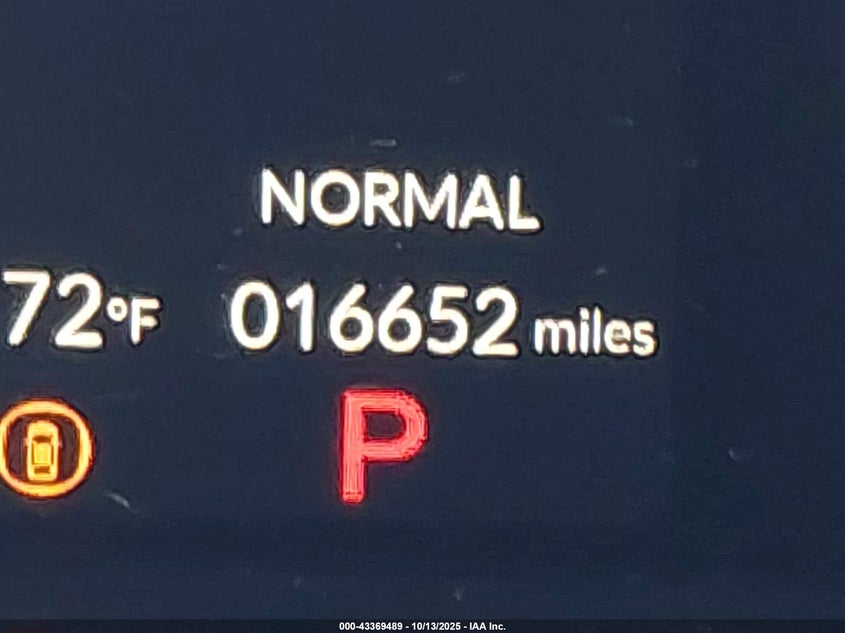 NORMAL
72°F 016652 miles
P
000-43369489 - 10/13/2025 - IAA Inc.